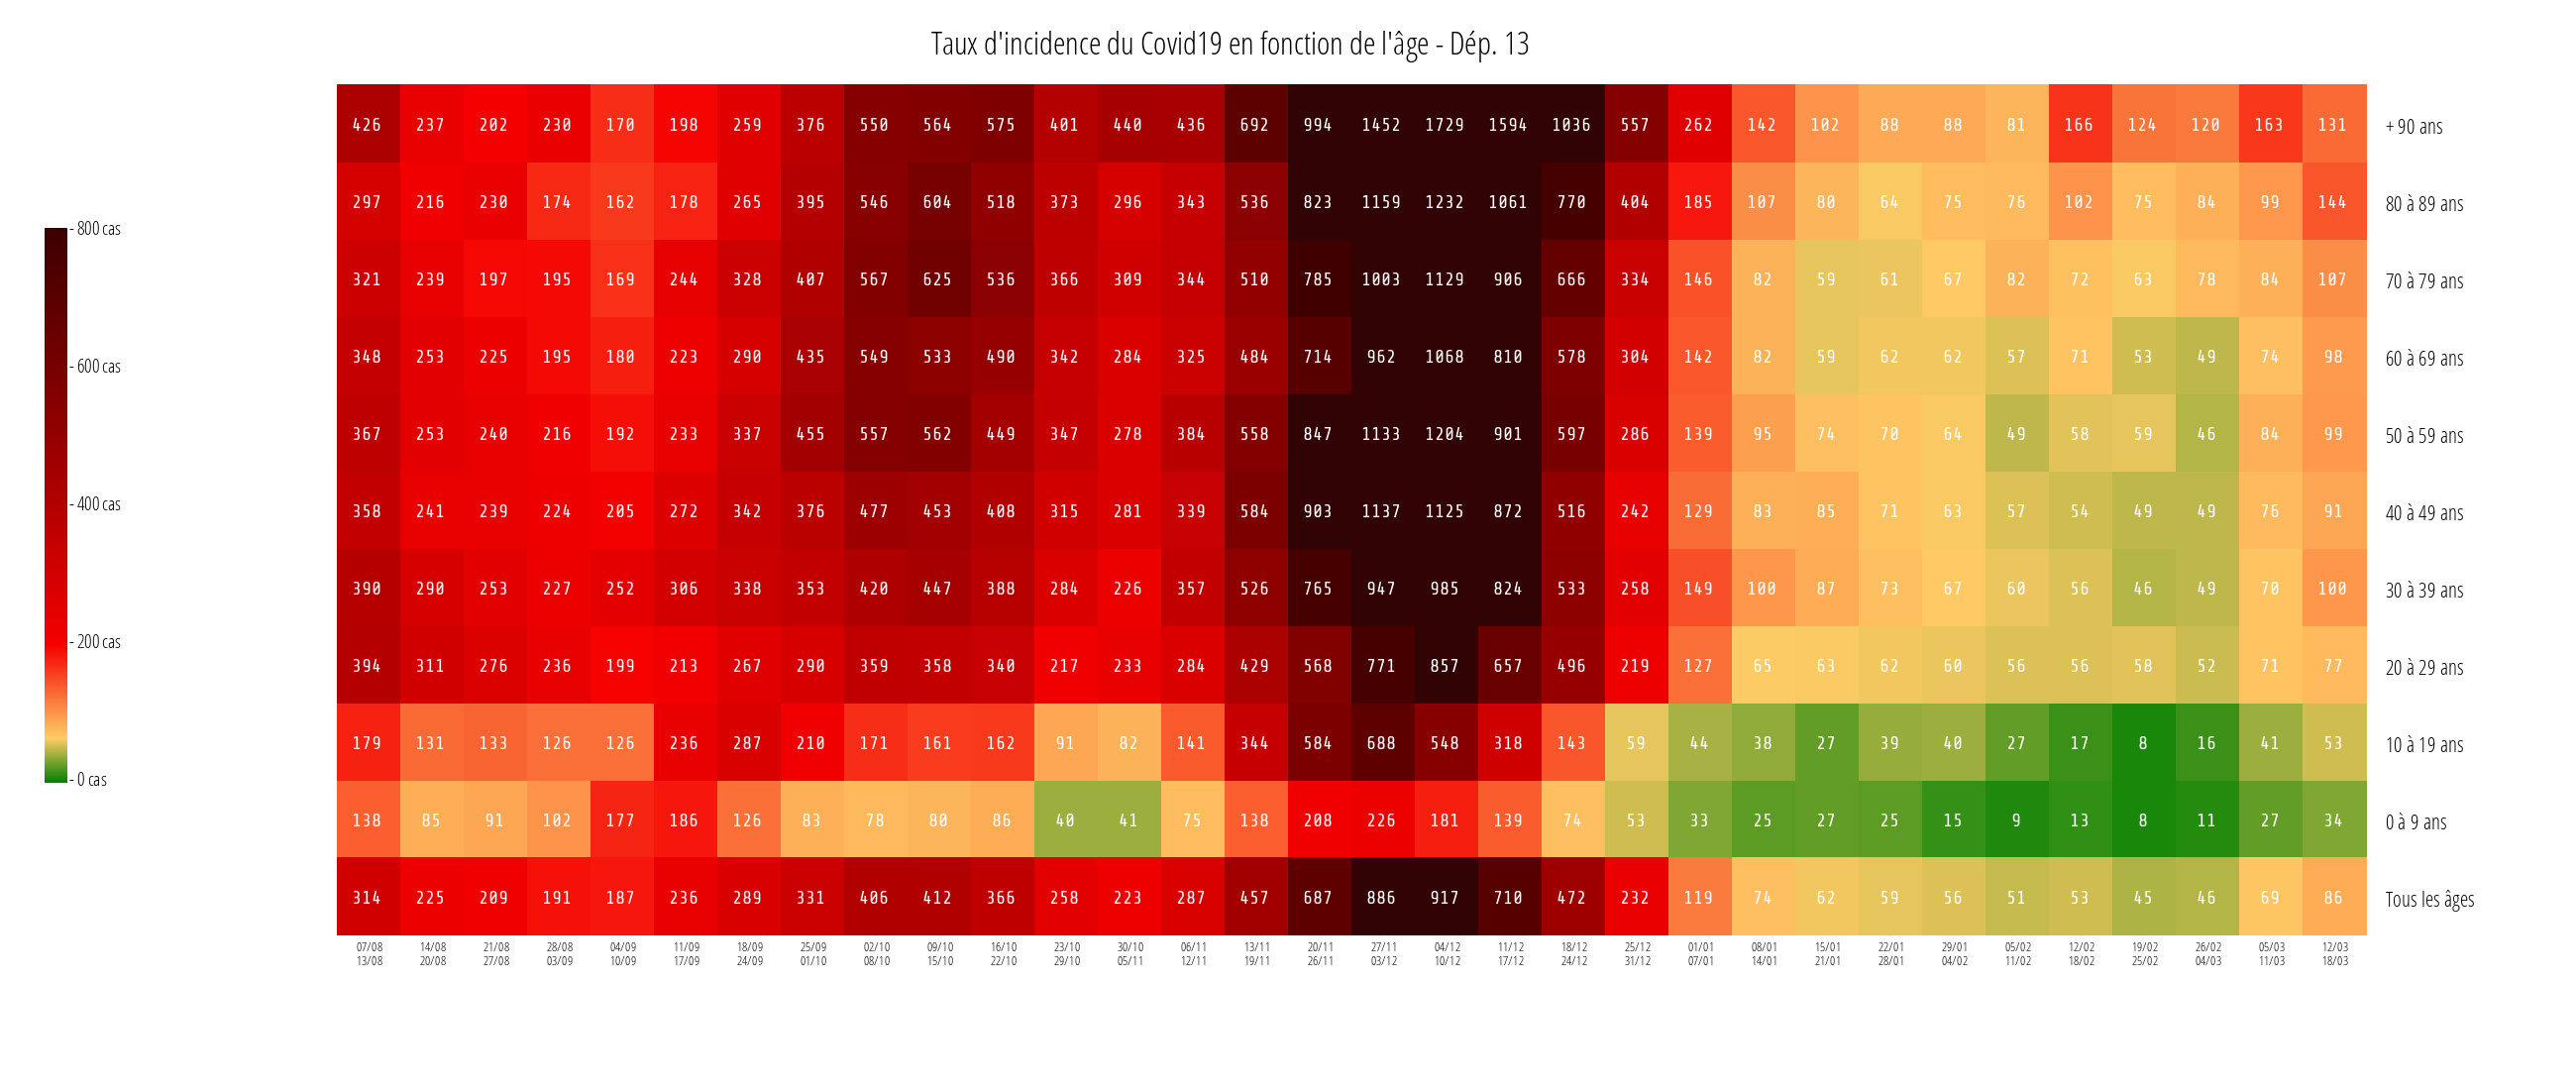 Taux d'incidence du Covid19 en fonction de l'âge - Dép. 13
- 800 cas
- 600 cas
- 400 cas
- 200 cas
- 0 cas
426 237 202 230 170 198 259 376 550 564 575 401 440 436 692 994 1452 1729 1594 1036 557 262 142 102 88 88 81 166 124 120 163 131 + 90 ans
297 216 230 174 162 178 265 395 546 604 518 373 296 343 536 823 1159 1232 1061 770 404 185 107 80 64 75 76 102 75 84 99 144 80 à 89 ans
321 239 197 195 169 244 328 407 567 625 536 366 309 344 510 785 1003 1129 906 666 334 146 82 59 61 67 82 72 63 78 84 107 70 à 79 ans
348 253 225 195 180 223 290 435 549 533 490 342 284 325 484 714 962 1068 810 578 304 142 82 59 62 62 57 71 53 49 74 98 60 à 69 ans
367 253 240 216 192 233 337 455 557 562 449 347 278 384 558 847 1133 1204 901 597 286 139 95 74 70 64 49 58 59 46 84 99 50 à 59 ans
358 241 239 224 205 272 342 376 477 453 408 315 281 339 584 903 1137 1125 872 516 242 129 83 85 71 63 57 54 49 49 76 91 40 à 49 ans
390 290 253 227 252 306 338 353 420 447 388 284 226 357 526 765 947 985 824 533 258 149 100 87 73 67 60 56 46 49 70 100 30 à 39 ans
394 311 276 236 199 213 267 290 359 358 340 217 233 284 429 568 771 857 657 496 219 127 65 63 62 60 56 56 58 52 71 77 20 à 29 ans
179 131 133 126 126 236 287 210 171 161 162 91 82 141 344 584 688 548 318 143 59 44 38 27 39 40 27 17 8 16 41 53 10 à 19 ans
138 85 91 102 177 186 126 83 78 80 86 40 41 75 138 208 226 181 139 74 53 33 25 27 25 15 9 13 8 11 27 34 0 à 9 ans
314 225 209 191 187 236 289 331 406 412 366 258 223 287 457 687 886 917 710 472 232 119 74 62 59 56 51 53 45 46 69 86 Tous les âges
07/08 14/08 21/08 28/08 04/09 11/09 18/09 25/09 02/10 09/10 16/10 23/10 30/10 06/11 13/11 20/11 27/11 04/12 11/12 18/12 25/12 01/01 08/01 15/01 22/01 29/01 05/02 12/02 19/02 26/02 05/03 12/03
13/08 20/08 27/08 03/09 10/09 17/09 24/09 01/10 08/10 15/10 22/10 29/10 05/11 12/11 19/11 26/11 03/12 10/12 17/12 24/12 31/12 07/01 14/01 21/01 28/01 04/02 11/02 18/02 25/02 04/03 11/03 18/03